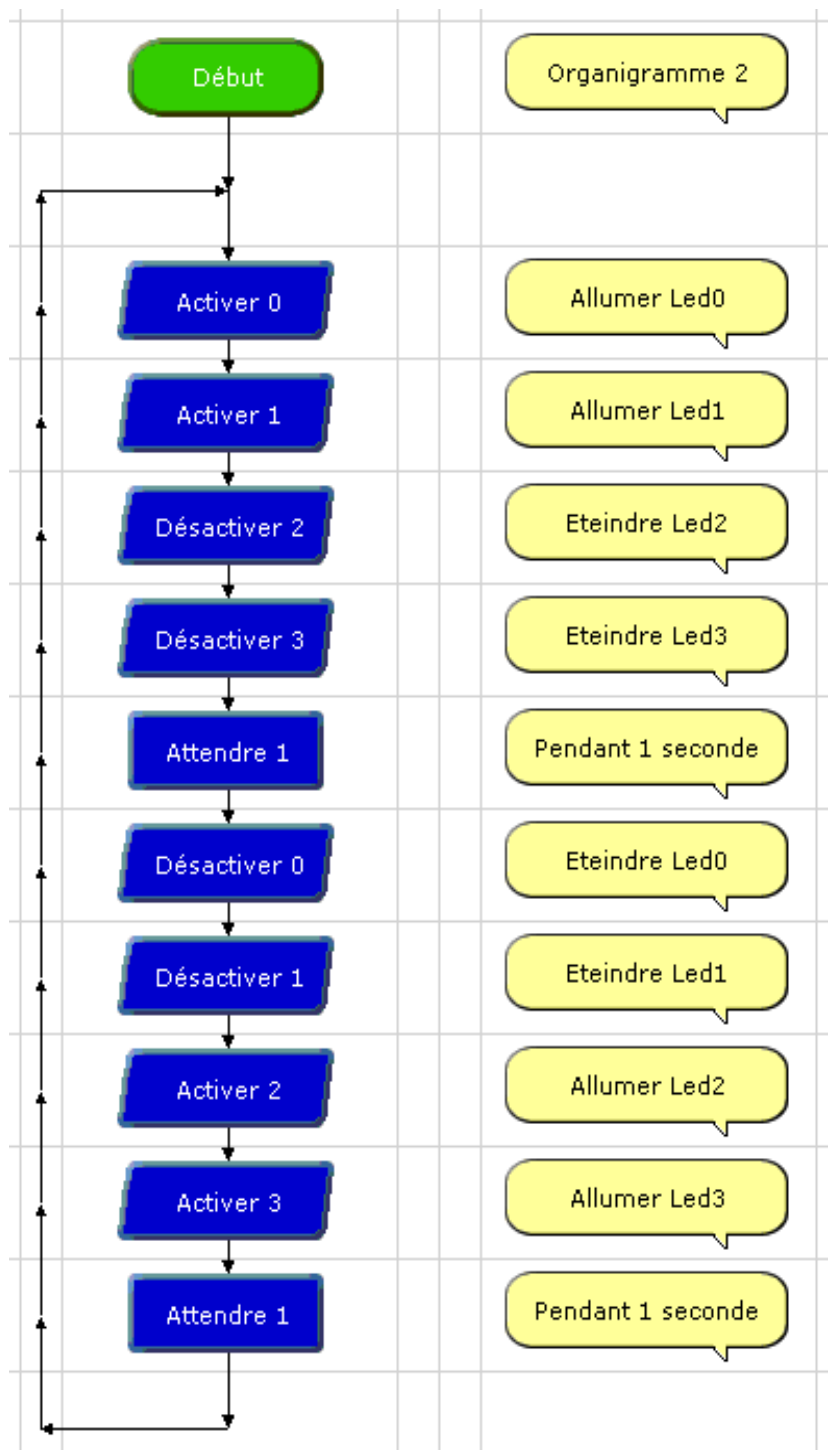 Début
Organigramme 2
Activer 0
Allumer Led0
Activer 1
Allumer Led1
Désactiver 2
Eteindre Led2
Désactiver 3
Eteindre Led3
Attendre 1
Pendant 1 seconde
Désactiver 0
Eteindre Led0
Désactiver 1
Eteindre Led1
Activer 2
Allumer Led2
Activer 3
Allumer Led3
Attendre 1
Pendant 1 seconde